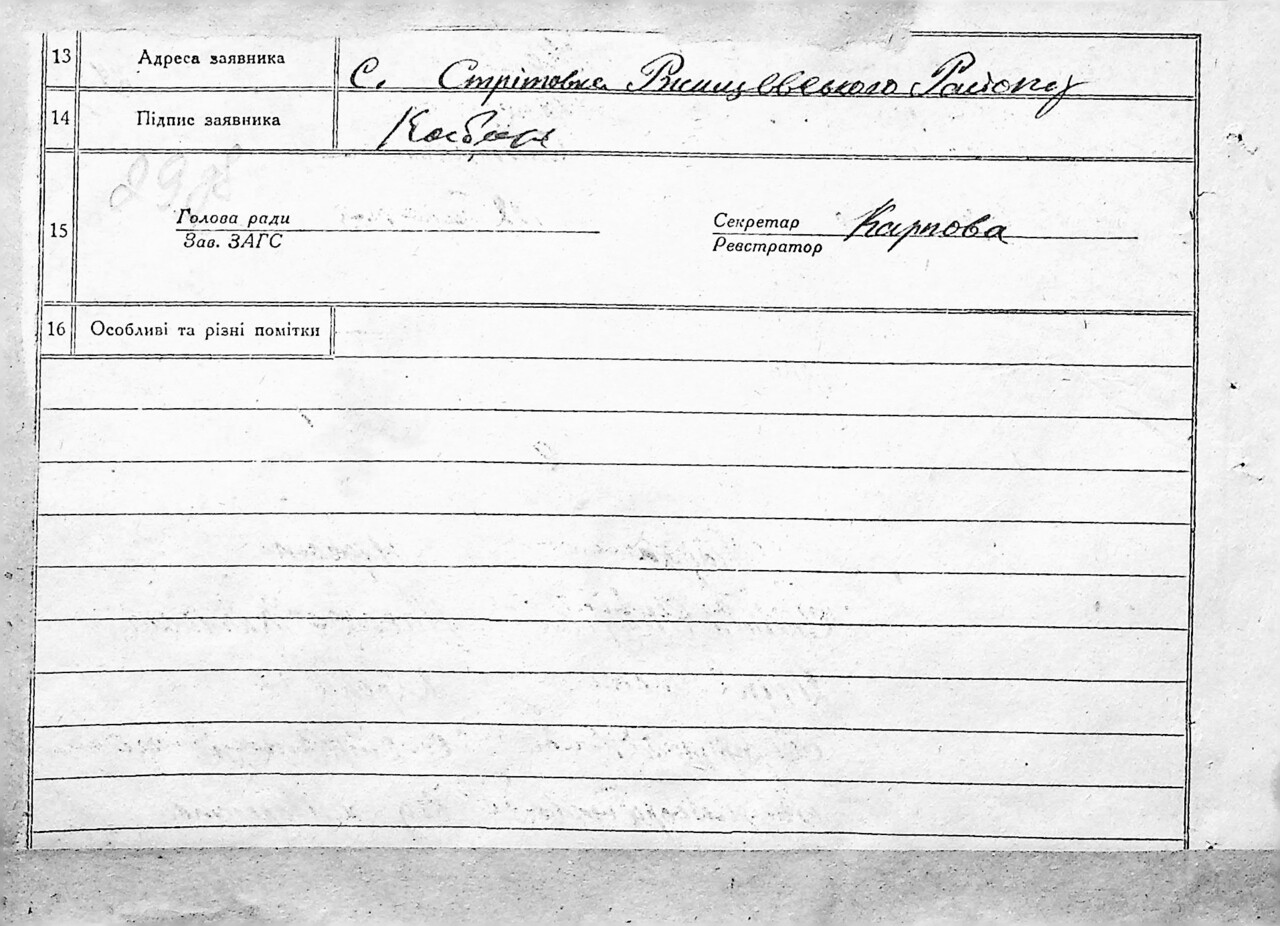 13 Адреса заявника С. Стрітовка Ржищевського Району
14 Підпис заявника
15 Голова ради Секретар Карпова
Зав. ЗАГС Реєстратор
16 Особливі та різні помітки